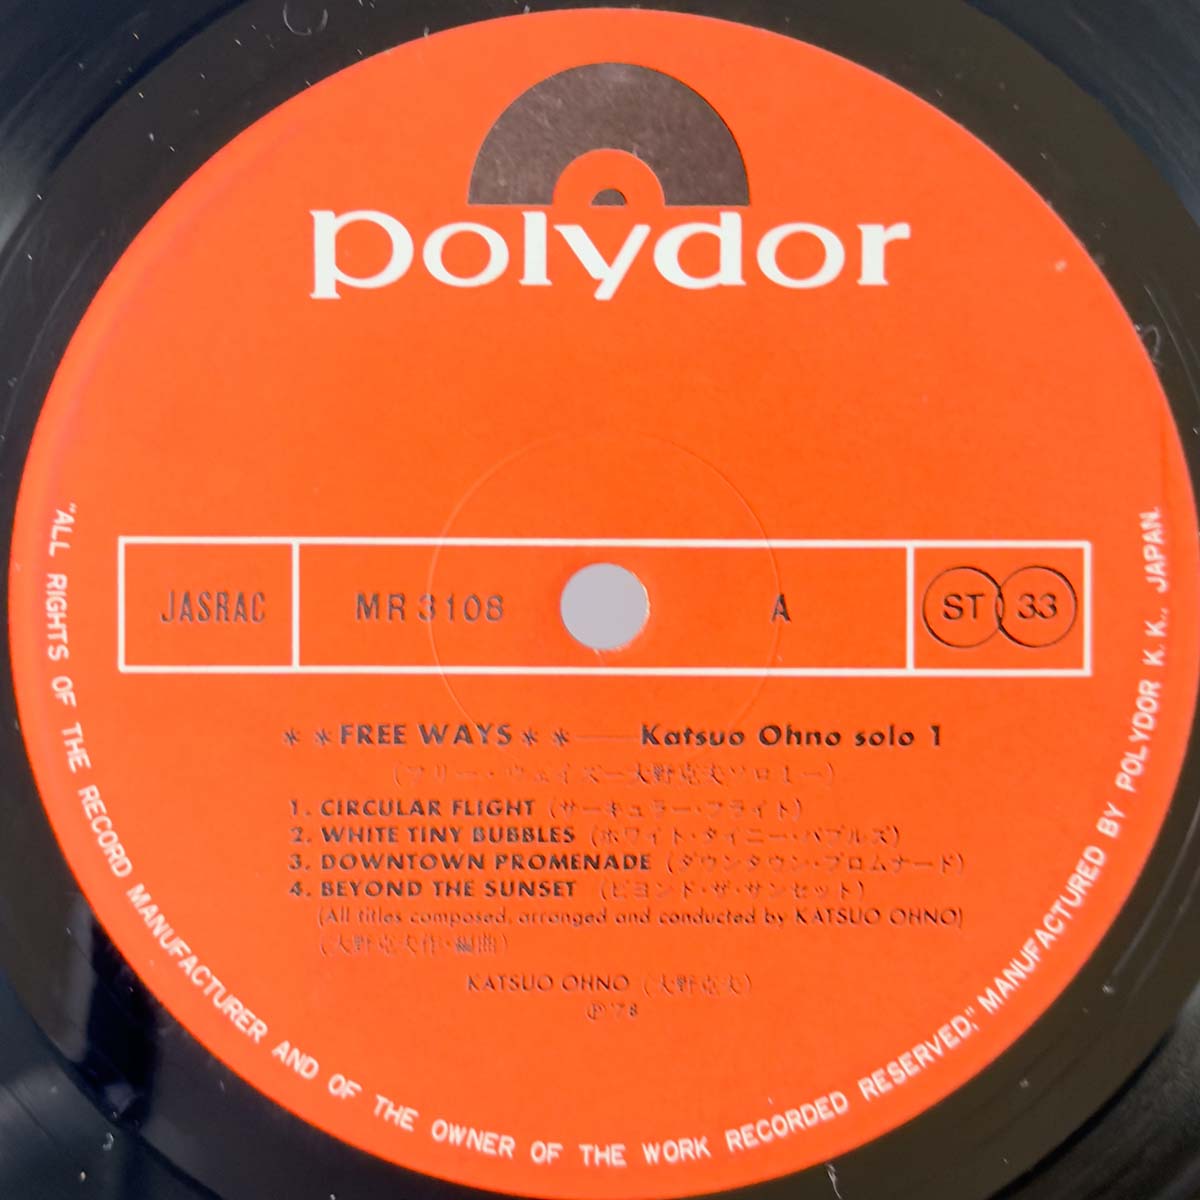 polydor
JASRAC MR 3108 A ST 33
**FREE WAYS**——Katsuo Ohno solo 1
(フリー・ウェイズ—大野克夫ソロ1—)
1. CIRCULAR FLIGHT (サーキュラー・フライト)
2. WHITE TINY BUBBLES (ホワイト・タイニー・バブルズ)
3. DOWNTOWN PROMENADE (ダウンタウン・プロムナード)
4. BEYOND THE SUNSET (ビヨンド・ザ・サンセット)
(All titles composed, arranged and conducted by KATSUO OHNO)
(大野克夫作・編曲)
KATSUO OHNO (大野克夫)
℗'78
"ALL RIGHTS OF THE RECORD MANUFACTURER AND OF THE OWNER OF THE WORK RECORDED RESERVED," MANUFACTURED BY POLYDOR K.K., JAPAN.